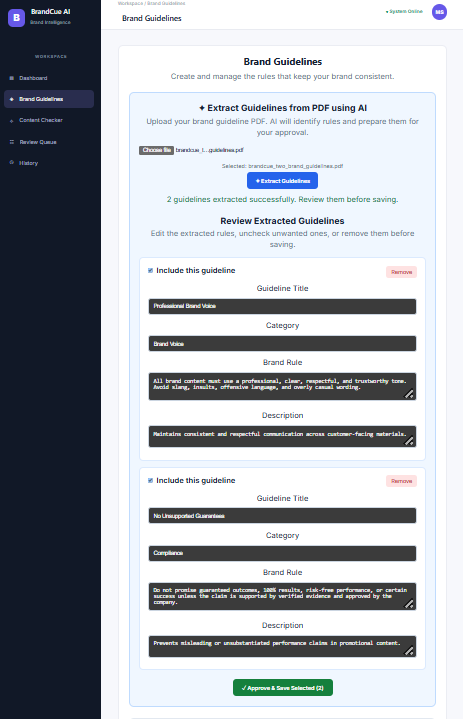 B
BrandCue AI
Brand Intelligence
WORKSPACE
Dashboard
Brand Guidelines
Content Checker
Review Queue
History
Workspace / Brand Guidelines
Brand Guidelines
System Online
MS
Brand Guidelines
Create and manage the rules that keep your brand consistent.
✦ Extract Guidelines from PDF using AI
Upload your brand guideline PDF. AI will identify rules and prepare them for
your approval.
Choose file brandcue_t...guidelines.pdf
Selected: brandcue_two_brand_guidelines.pdf
✦ Extract Guidelines
2 guidelines extracted successfully. Review them before saving.
Review Extracted Guidelines
Edit the extracted rules, uncheck unwanted ones, or remove them before
saving.
Include this guideline
Remove
Guideline Title
Professional Brand Voice
Category
Brand Voice
Brand Rule
All brand content must use a professional, clear, respectful, and trustworthy tone.
Avoid slang, insults, offensive language, and overly casual wording.
Description
Maintains consistent and respectful communication across customer-facing materials.
Include this guideline
Remove
Guideline Title
No Unsupported Guarantees
Category
Compliance
Brand Rule
Do not promise guaranteed outcomes, 100% results, risk-free performance, or certain
success unless the claim is supported by verified evidence and approved by the
company.
Description
Prevents misleading or unsubstantiated performance claims in promotional content.
✓ Approve & Save Selected (2)